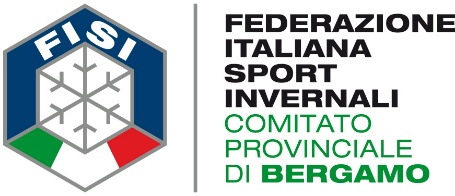 FISI
FEDERAZIONE
ITALIANA
SPORT
INVERNALI
COMITATO
PROVINCIALE
DI BERGAMO